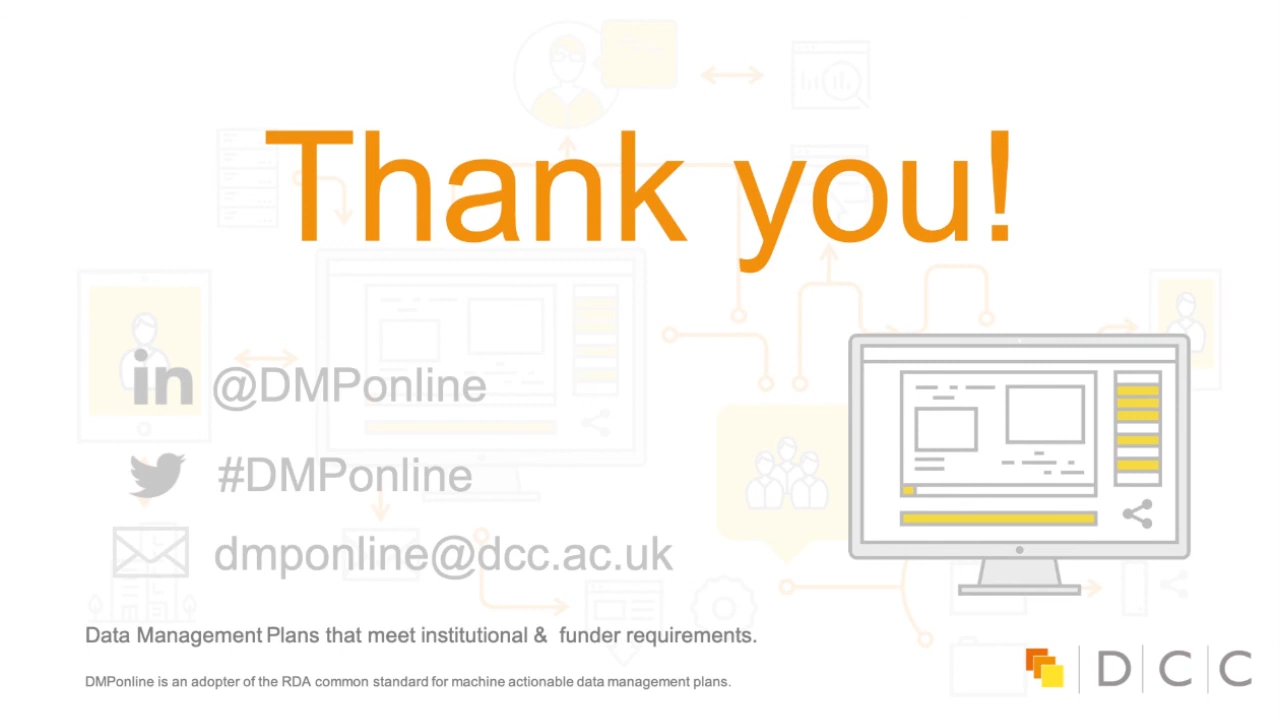 Thank you!
in @DMPonline
#DMPonline
dmponline@dcc.ac.uk
Data Management Plans that meet institutional & funder requirements.
DMPonline is an adopter of the RDA common standard for machine actionable data management plans.
D|C|C